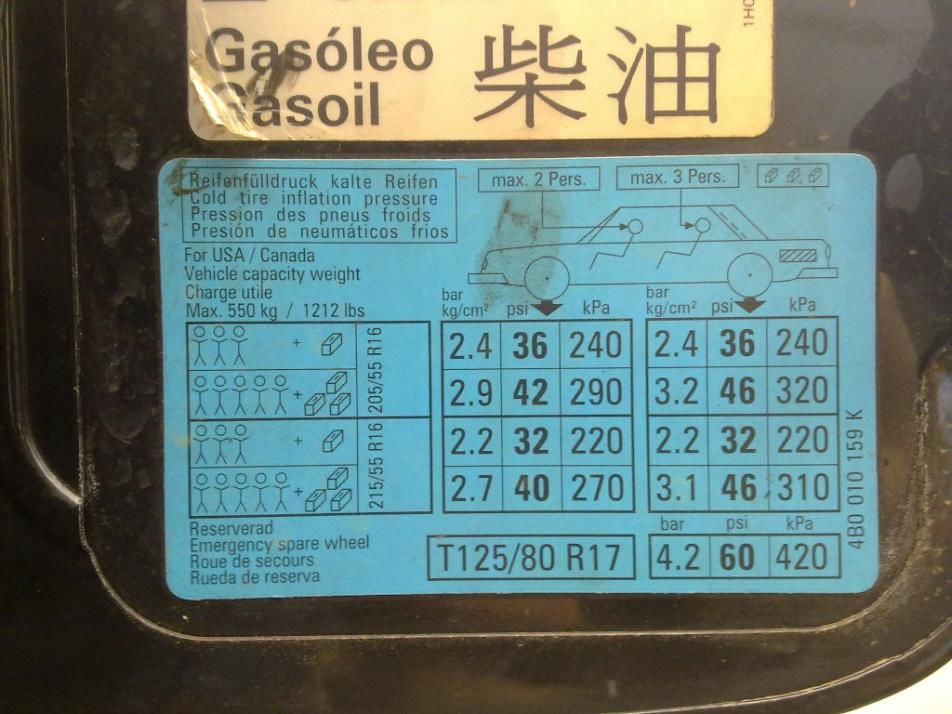 1H0
Gasóleo
Gasoil
柴油
Reifenfülldruck kalte Reifen
Cold tire inflation pressure
Pression des pneus froids
Presión de neumáticos frios
max. 2 Pers. max. 3 Pers.
For USA / Canada
Vehicle capacity weight
Charge utile
Max. 550 kg / 1212 lbs
bar kg/cm² psi kPa bar kg/cm² psi kPa
+ 205/55 R16 2.4 36 240 2.4 36 240
+ 2.9 42 290 3.2 46 320
+ 215/55 R16 2.2 32 220 2.2 32 220
+ 2.7 40 270 3.1 46 310
4B0 010 159 K
Reserverad
Emergency spare wheel
Roue de secours
Rueda de reserva
bar psi kPa
T125/80 R17 4.2 60 420